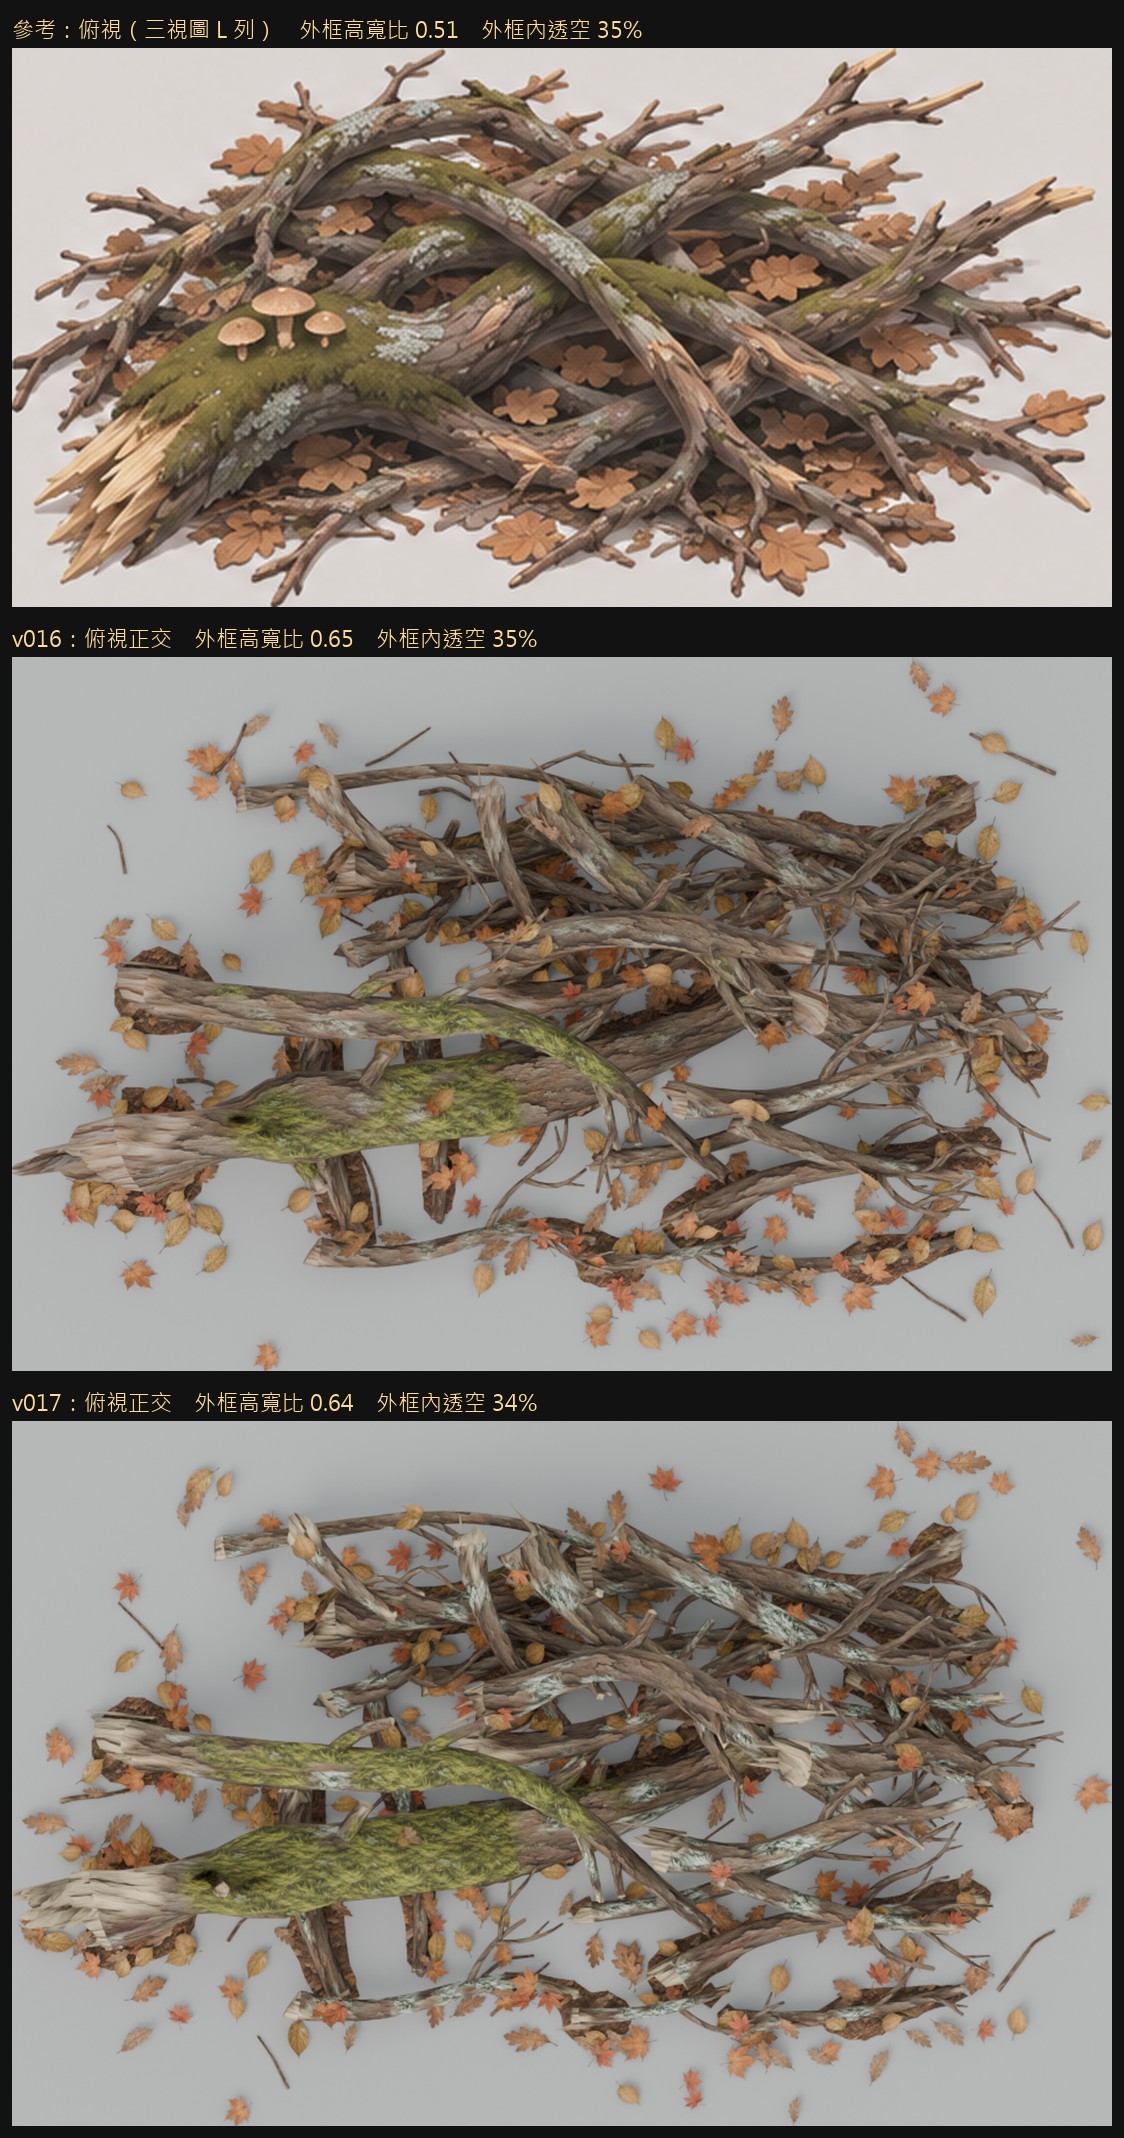 參考：俯視（三視圖 L 列）　外框高寬比 0.51　外框內透空 35%
v016：俯視正交　外框高寬比 0.65　外框內透空 35%
v017：俯視正交　外框高寬比 0.64　外框內透空 34%